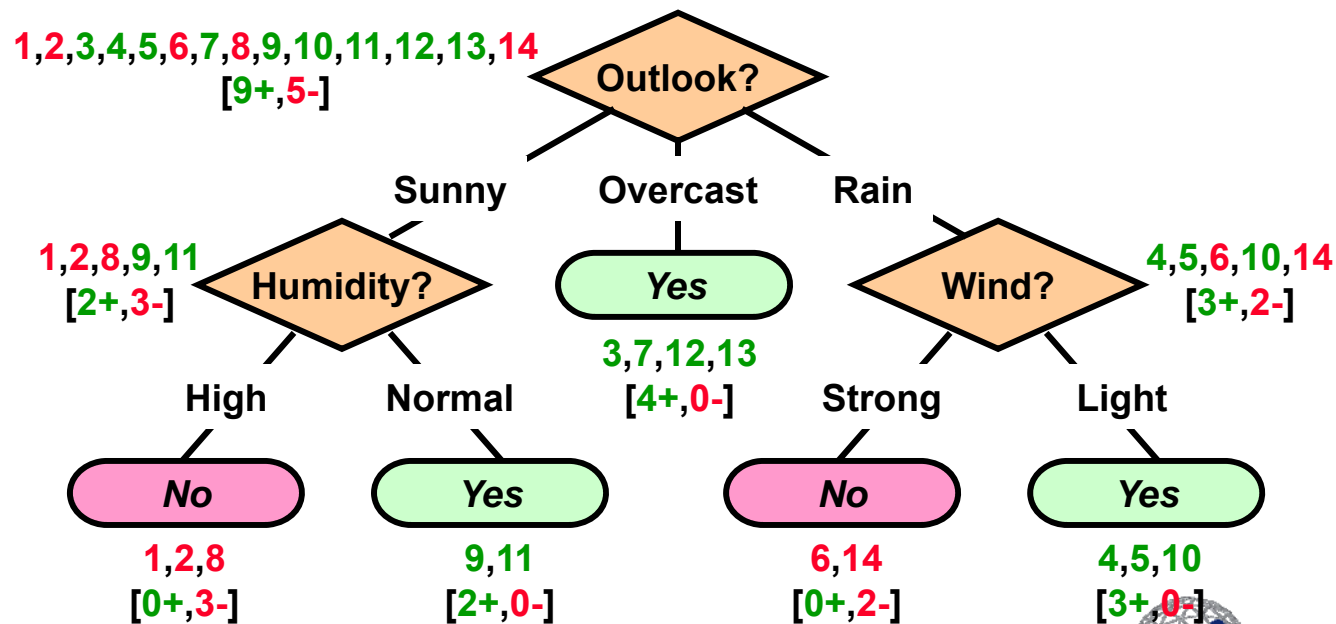 1,2,3,4,5,6,7,8,9,10,11,12,13,14
[9+,5-]
Outlook?
Sunny
Overcast
Rain
1,2,8,9,11
[2+,3-]
Humidity?
Yes
3,7,12,13
[4+,0-]
Wind?
4,5,6,10,14
[3+,2-]
High
Normal
Strong
Light
No
Yes
No
Yes
1,2,8
[0+,3-]
9,11
[2+,0-]
6,14
[0+,2-]
4,5,10
[3+,0-]